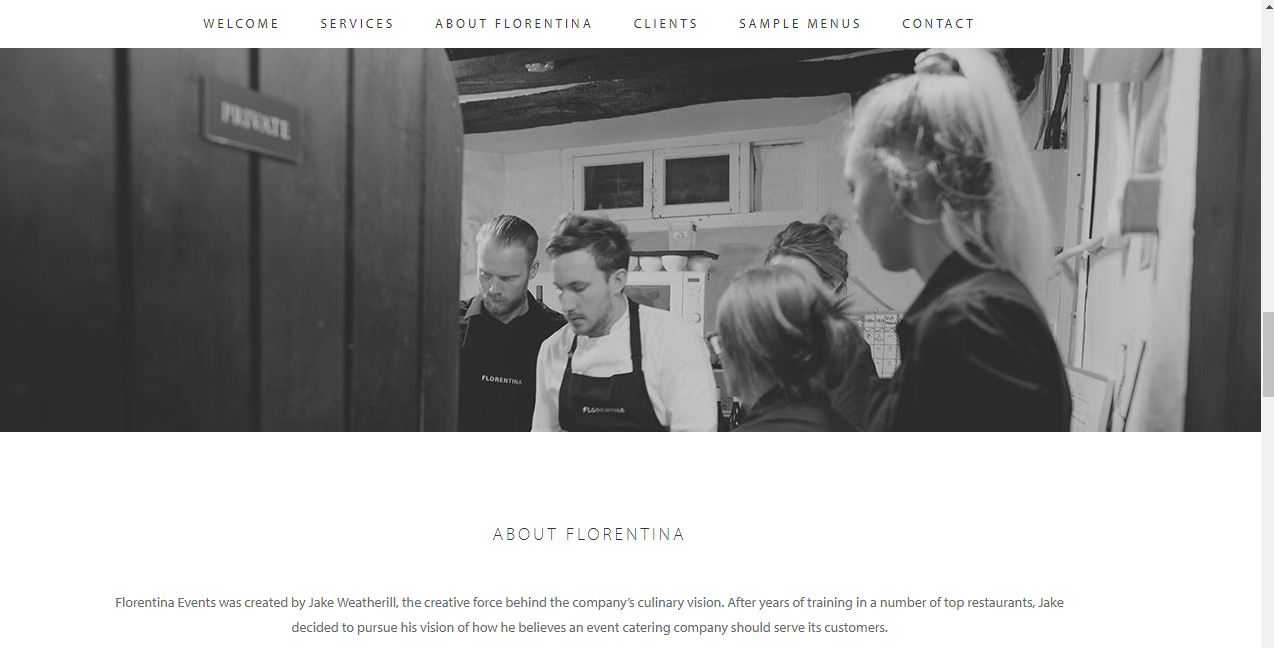 WELCOME SERVICES ABOUT FLORENTINA CLIENTS SAMPLE MENUS CONTACT
PRIVATE
FLORENTINA
ABOUT FLORENTINA
Florentina Events was created by Jake Weatherill, the creative force behind the company’s culinary vision. After years of training in a number of top restaurants, Jake
decided to pursue his vision of how he believes an event catering company should serve its customers.